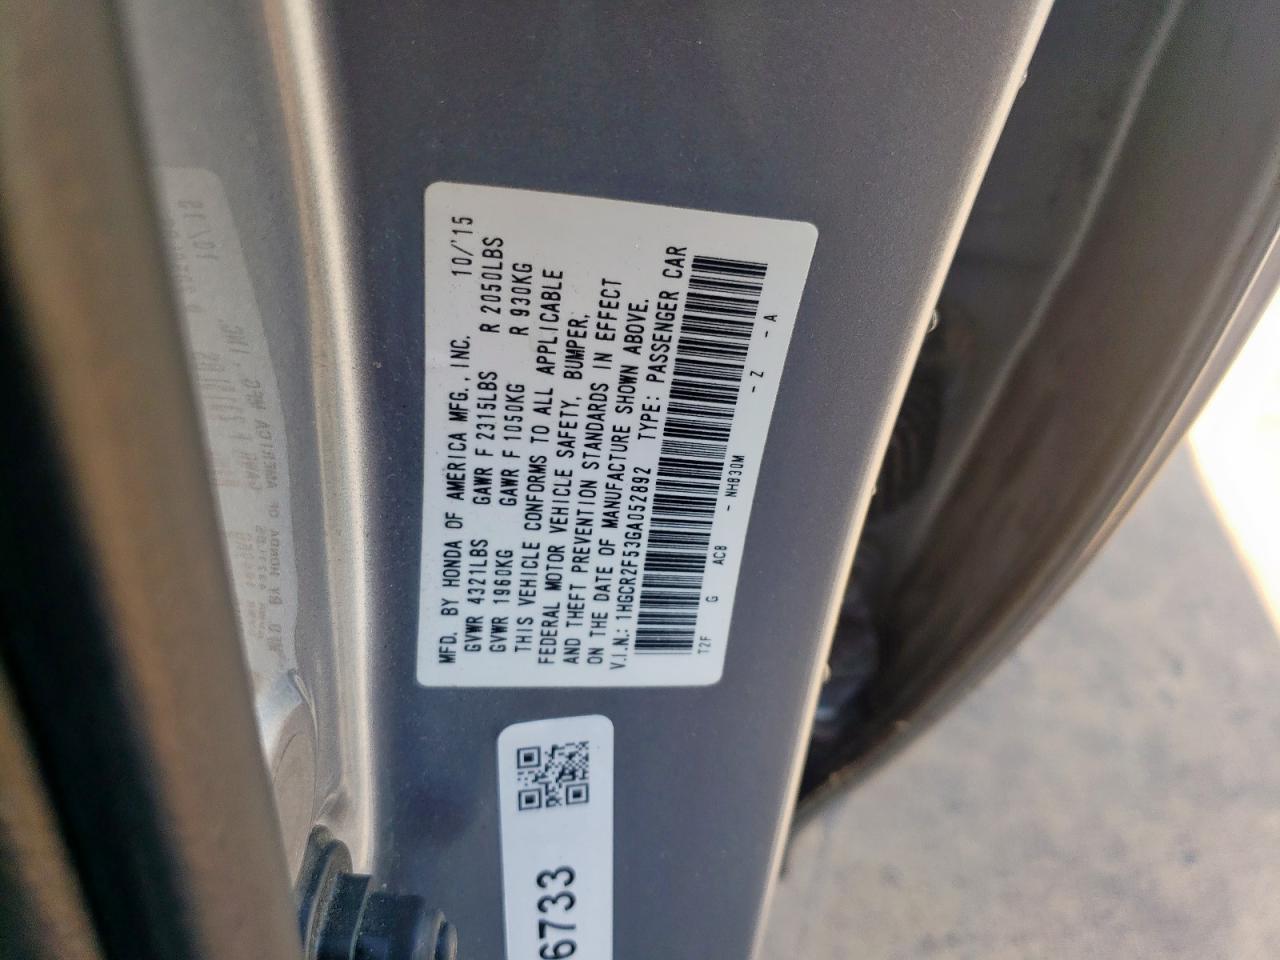 MFD. BY HONDA OF AMERICA MFG., INC. 10/'15
GVWR 4321LBS GAWR F 2315LBS R 2050LBS
GVWR 1960KG GAWR F 1050KG R 930KG
THIS VEHICLE CONFORMS TO ALL APPLICABLE
FEDERAL MOTOR VEHICLE SAFETY, BUMPER,
AND THEFT PREVENTION STANDARDS IN EFFECT
ON THE DATE OF MANUFACTURE SHOWN ABOVE.
V.I.N.: 1HGCR2F53GA052892 TYPE: PASSENGER CAR
T2F G AC8 - NH830M - Z - A
6733